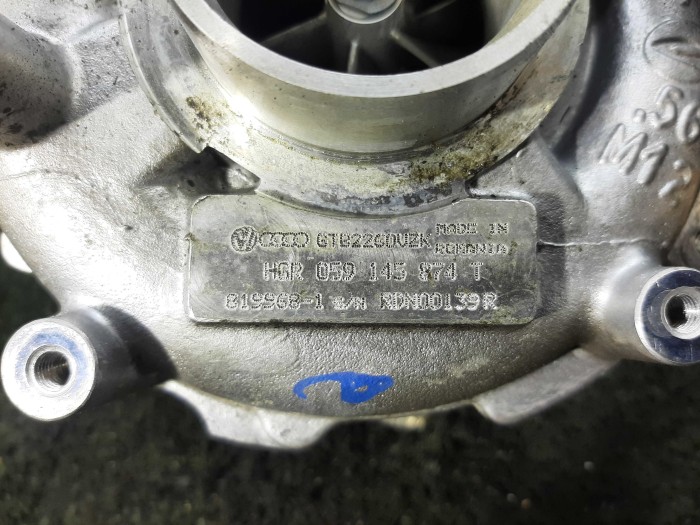 GTB2260VZK MADE IN
ROMANIA
HGR 059 145 874 T
819968-1 S/N RDN00139R